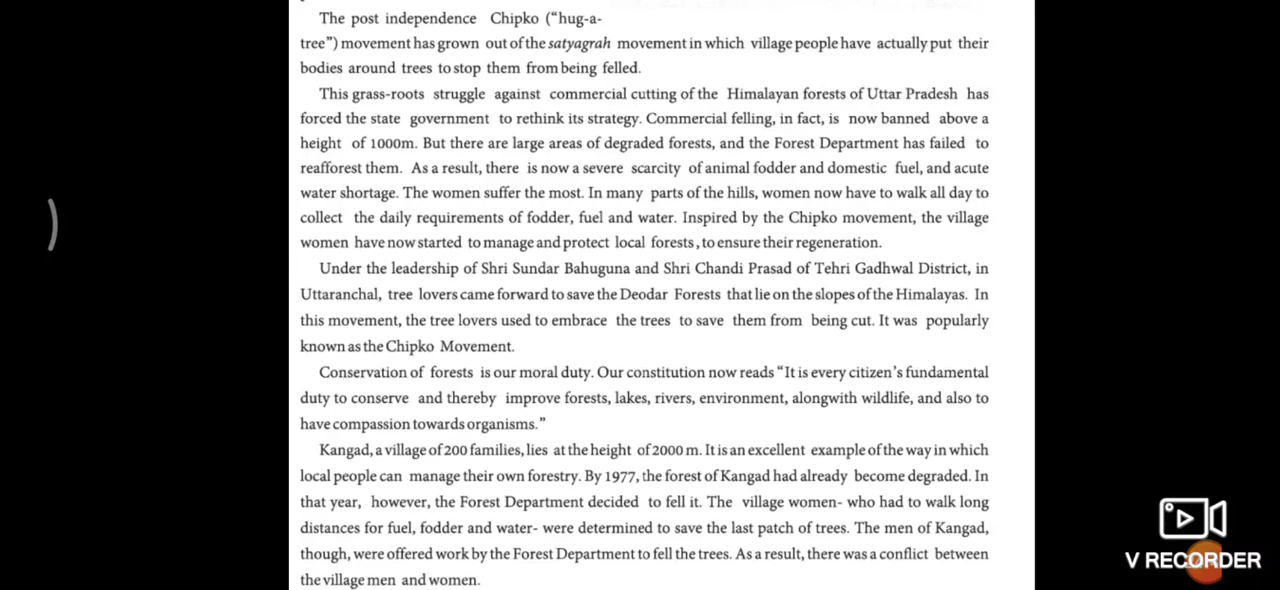 The post independence Chipko ("hug-a-
tree") movement has grown out of the satyagrah movement in which village people have actually put their
bodies around trees to stop them from being felled.
This grass-roots struggle against commercial cutting of the Himalayan forests of Uttar Pradesh has
forced the state government to rethink its strategy. Commercial felling, in fact, is now banned above a
height of 1000m. But there are large areas of degraded forests, and the Forest Department has failed to
reafforest them. As a result, there is now a severe scarcity of animal fodder and domestic fuel, and acute
water shortage. The women suffer the most. In many parts of the hills, women now have to walk all day to
collect the daily requirements of fodder, fuel and water. Inspired by the Chipko movement, the village
women have now started to manage and protect local forests, to ensure their regeneration.
Under the leadership of Shri Sundar Bahuguna and Shri Chandi Prasad of Tehri Gadhwal District, in
Uttaranchal, tree lovers came forward to save the Deodar Forests that lie on the slopes of the Himalayas. In
this movement, the tree lovers used to embrace the trees to save them from being cut. It was popularly
known as the Chipko Movement.
Conservation of forests is our moral duty. Our constitution now reads "It is every citizen's fundamental
duty to conserve and thereby improve forests, lakes, rivers, environment, alongwith wildlife, and also to
have compassion towards organisms."
Kangad, a village of 200 families, lies at the height of 2000 m. It is an excellent example of the way in which
local people can manage their own forestry. By 1977, the forest of Kangad had already become degraded. In
that year, however, the Forest Department decided to fell it. The village women- who had to walk long
distances for fuel, fodder and water- were determined to save the last patch of trees. The men of Kangad,
though, were offered work by the Forest Department to fell the trees. As a result, there was a conflict between
the village men and women.
V RECORDER